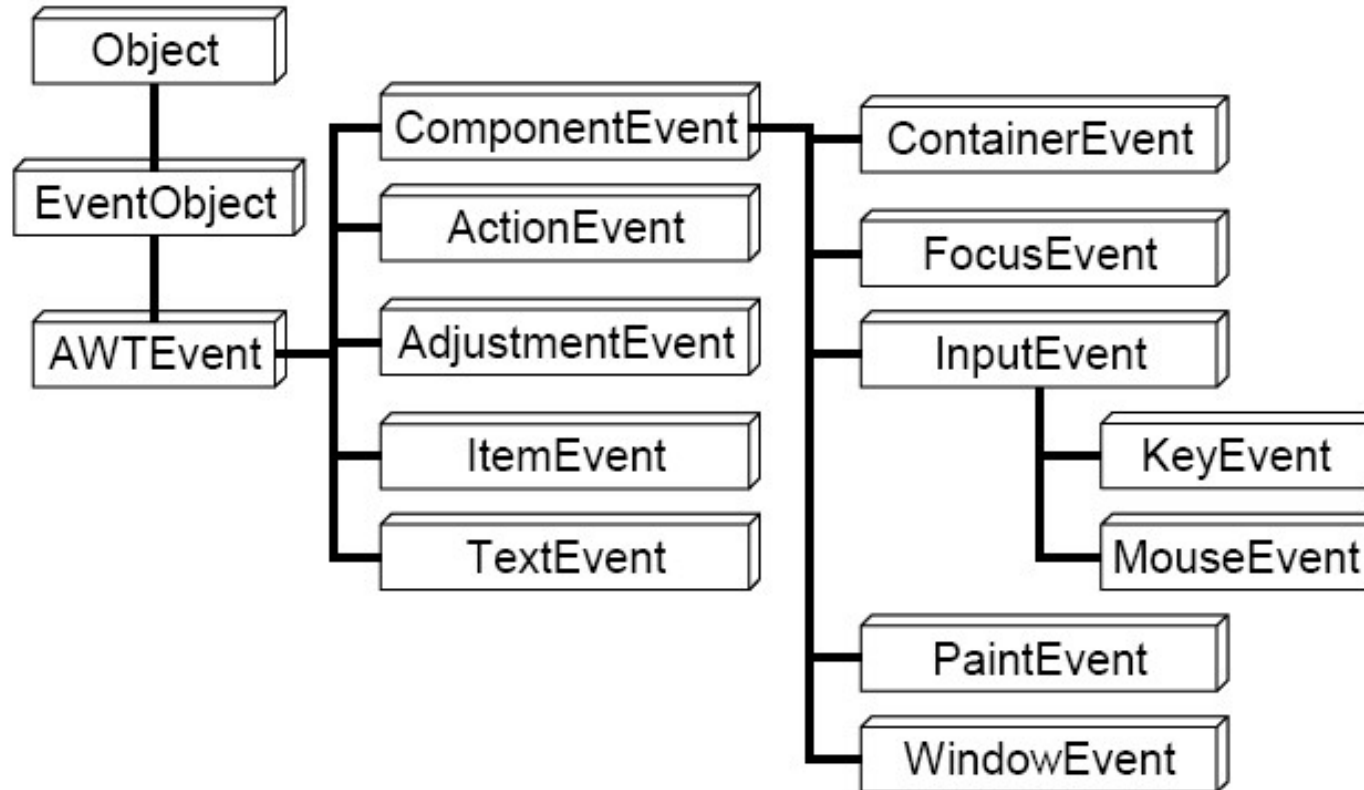 Object
EventObject
AWTEvent
ComponentEvent
ActionEvent
AdjustmentEvent
ItemEvent
TextEvent
ContainerEvent
FocusEvent
InputEvent
KeyEvent
MouseEvent
PaintEvent
WindowEvent